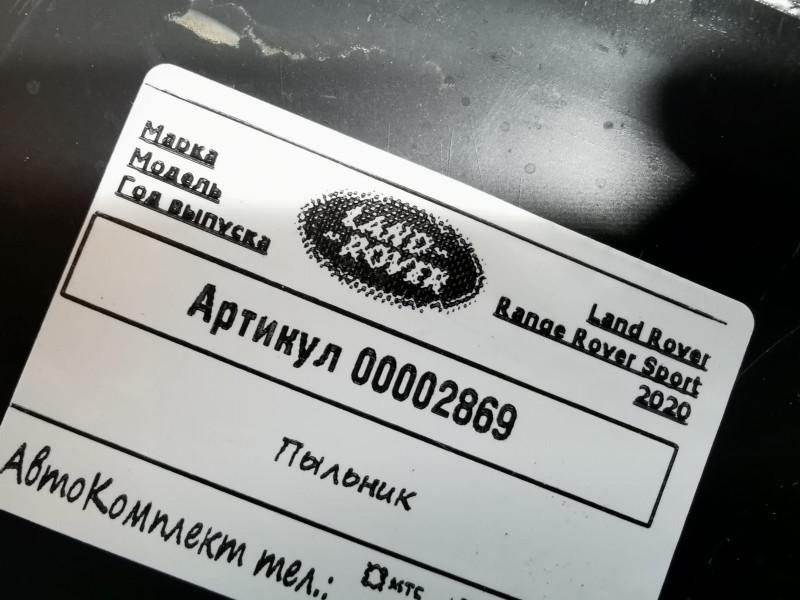 Марка Land Rover
Модель Range Rover Sport
Год выпуска 2020
LAND-
-ROVER
Артикул 00002869
Пыльник
АвтоКомплект тел.: мтс